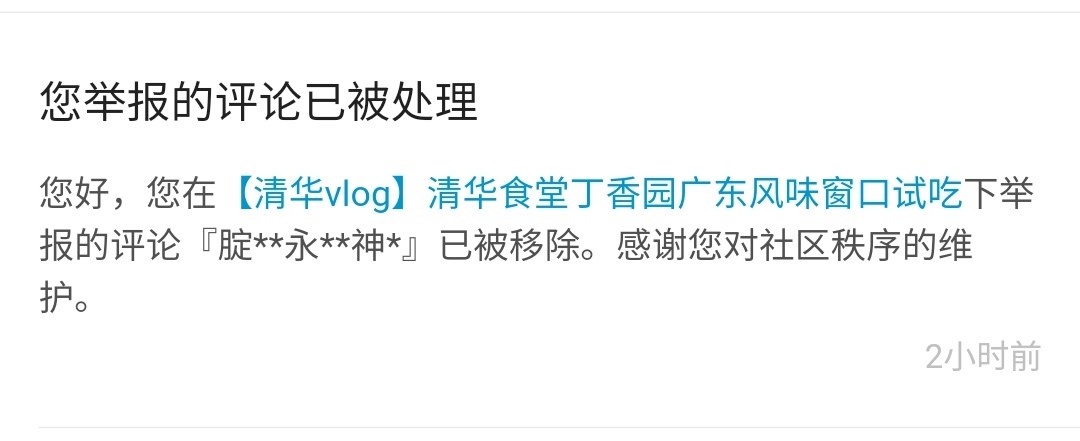 您举报的评论已被处理
您好，您在【清华vlog】清华食堂丁香园广东风味窗口试吃下举
报的评论『腚**永**神*』已被移除。感谢您对社区秩序的维
护。
2小时前